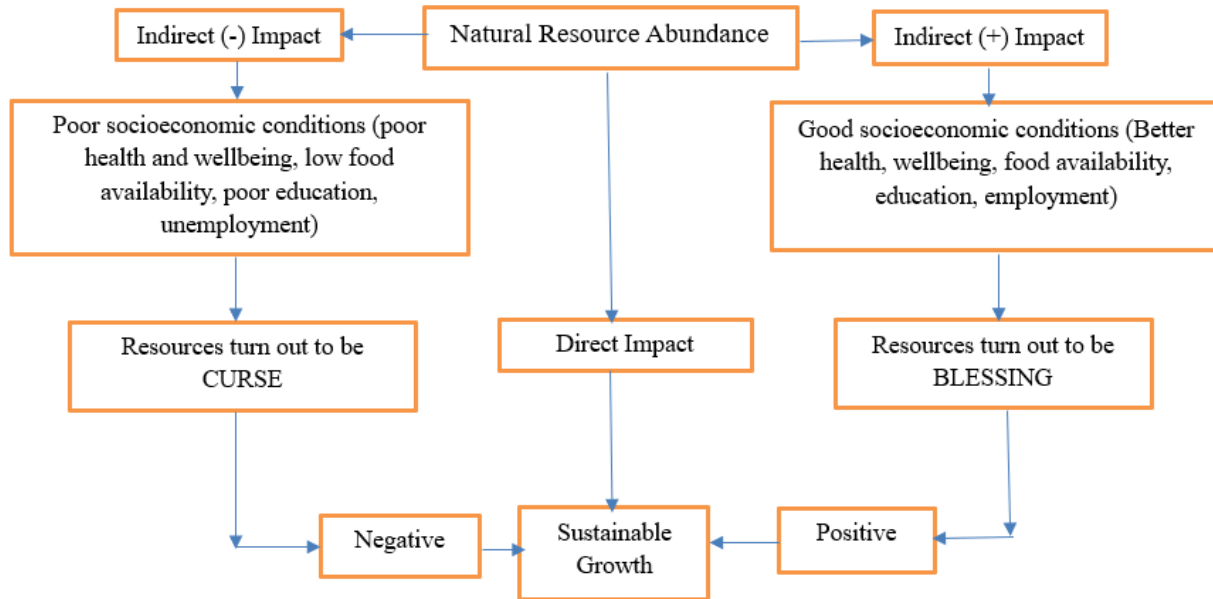 Indirect (-) Impact
Natural Resource Abundance
Indirect (+) Impact
Poor socioeconomic conditions (poor
health and wellbeing, low food
availability, poor education,
unemployment)
Good socioeconomic conditions (Better
health, wellbeing, food availability,
education, employment)
Resources turn out to be
CURSE
Direct Impact
Resources turn out to be
BLESSING
Negative
Sustainable
Growth
Positive